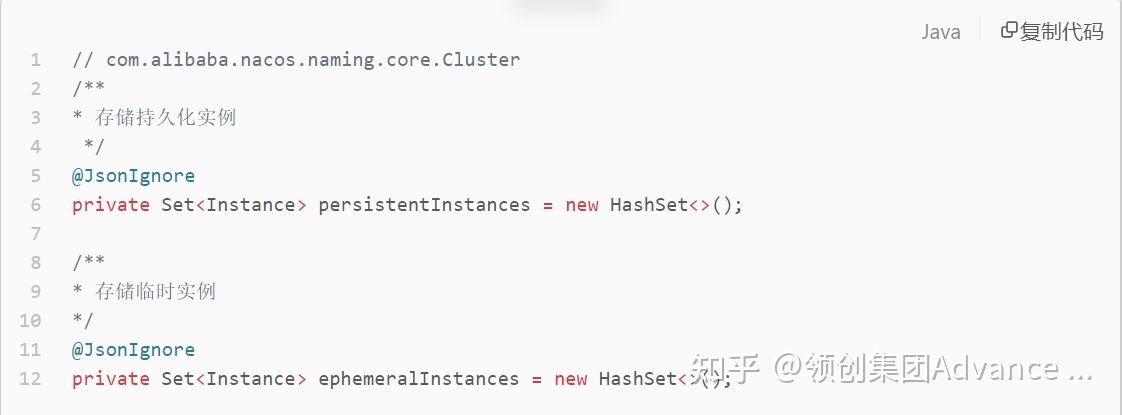 Java 复制代码
1 // com.alibaba.nacos.naming.core.Cluster
2 /**
3 * 存储持久化实例
4 */
5 @JsonIgnore
6 private Set<Instance> persistentInstances = new HashSet<>();
7
8 /**
9 * 存储临时实例
10 */
11 @JsonIgnore
12 private Set<Instance> ephemeralInstances = new HashSet<>();
知乎 @领创集团Advance ...